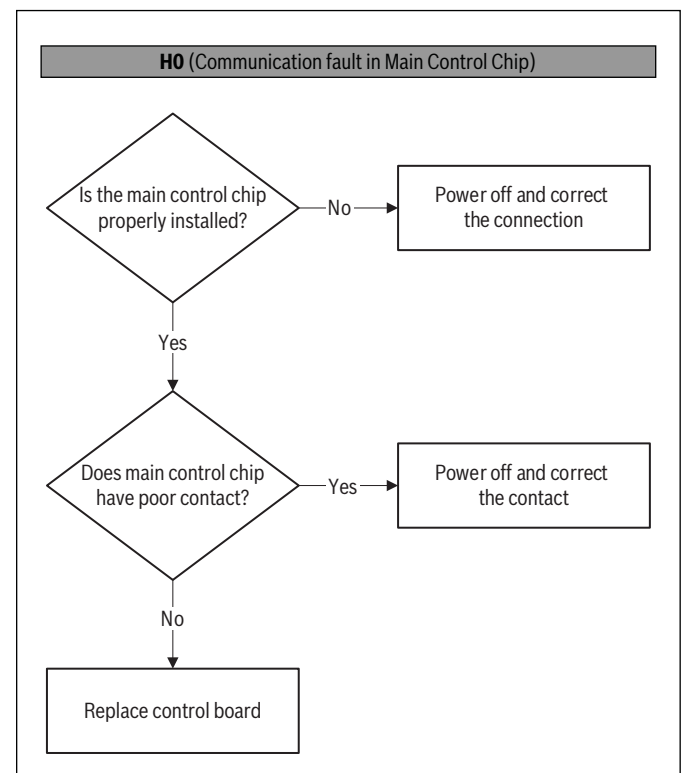 H0 (Communication fault in Main Control Chip)
Is the main control chip
properly installed?
No
Power off and correct
the connection
Yes
Does main control chip
have poor contact?
Yes
Power off and correct
the contact
No
Replace control board